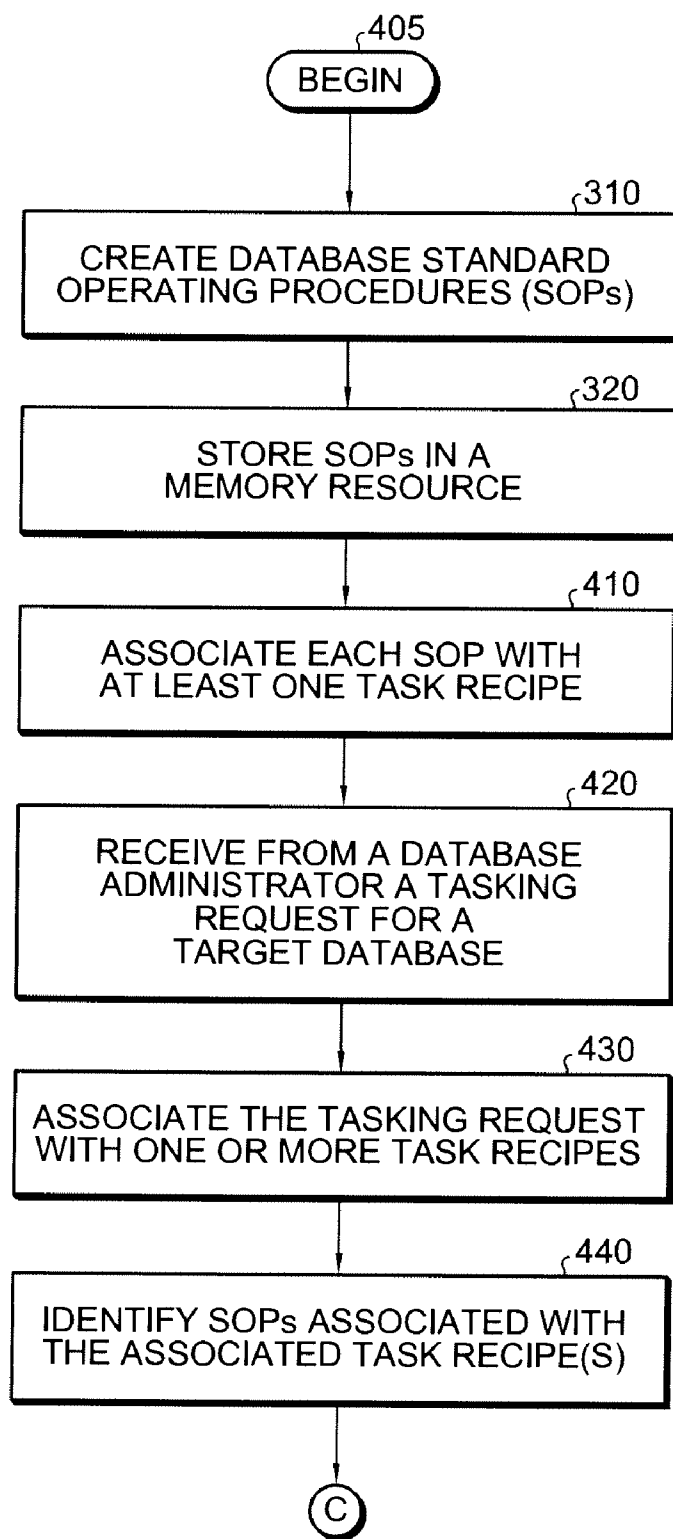 405
BEGIN
310
CREATE DATABASE STANDARD
OPERATING PROCEDURES (SOPs)
320
STORE SOPs IN A
MEMORY RESOURCE
410
ASSOCIATE EACH SOP WITH
AT LEAST ONE TASK RECIPE
420
RECEIVE FROM A DATABASE
ADMINISTRATOR A TASKING
REQUEST FOR A
TARGET DATABASE
430
ASSOCIATE THE TASKING REQUEST
WITH ONE OR MORE TASK RECIPES
440
IDENTIFY SOPs ASSOCIATED WITH
THE ASSOCIATED TASK RECIPE(S)
C